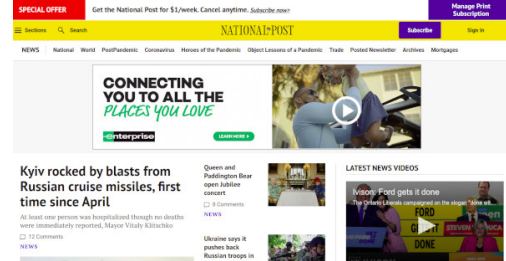 SPECIAL OFFER
Get the National Post for $1/week. Cancel anytime. Subscribe now>
Manage Print
Subscription
Sections
Search
NATIONAL POST
Subscribe
Sign In
NEWS
National World PostPandemic Coronavirus Heroes of the Pandemic Object Lessons of a Pandemic Trade Posted Newsletter Archives Mortgages
CONNECTING
YOU TO ALL THE
PLACES YOU LOVE
enterprise
LEARN MORE
Kyiv rocked by blasts from
Russian cruise missiles, first
time since April
At least one person was hospitalized though no deaths
were immediately reported, Mayor Vitaly Klitschko
12 Comments
NEWS
Queen and
Paddington Bear
open Jubilee
concert
8 Comments
NEWS
Ukraine says it
pushes back
Russian troops in
LATEST NEWS VIDEOS
Ivison: Ford gets it done
The Ontario Liberals campaigned on the slogan "done wit
FORD
DONE
STEVEN